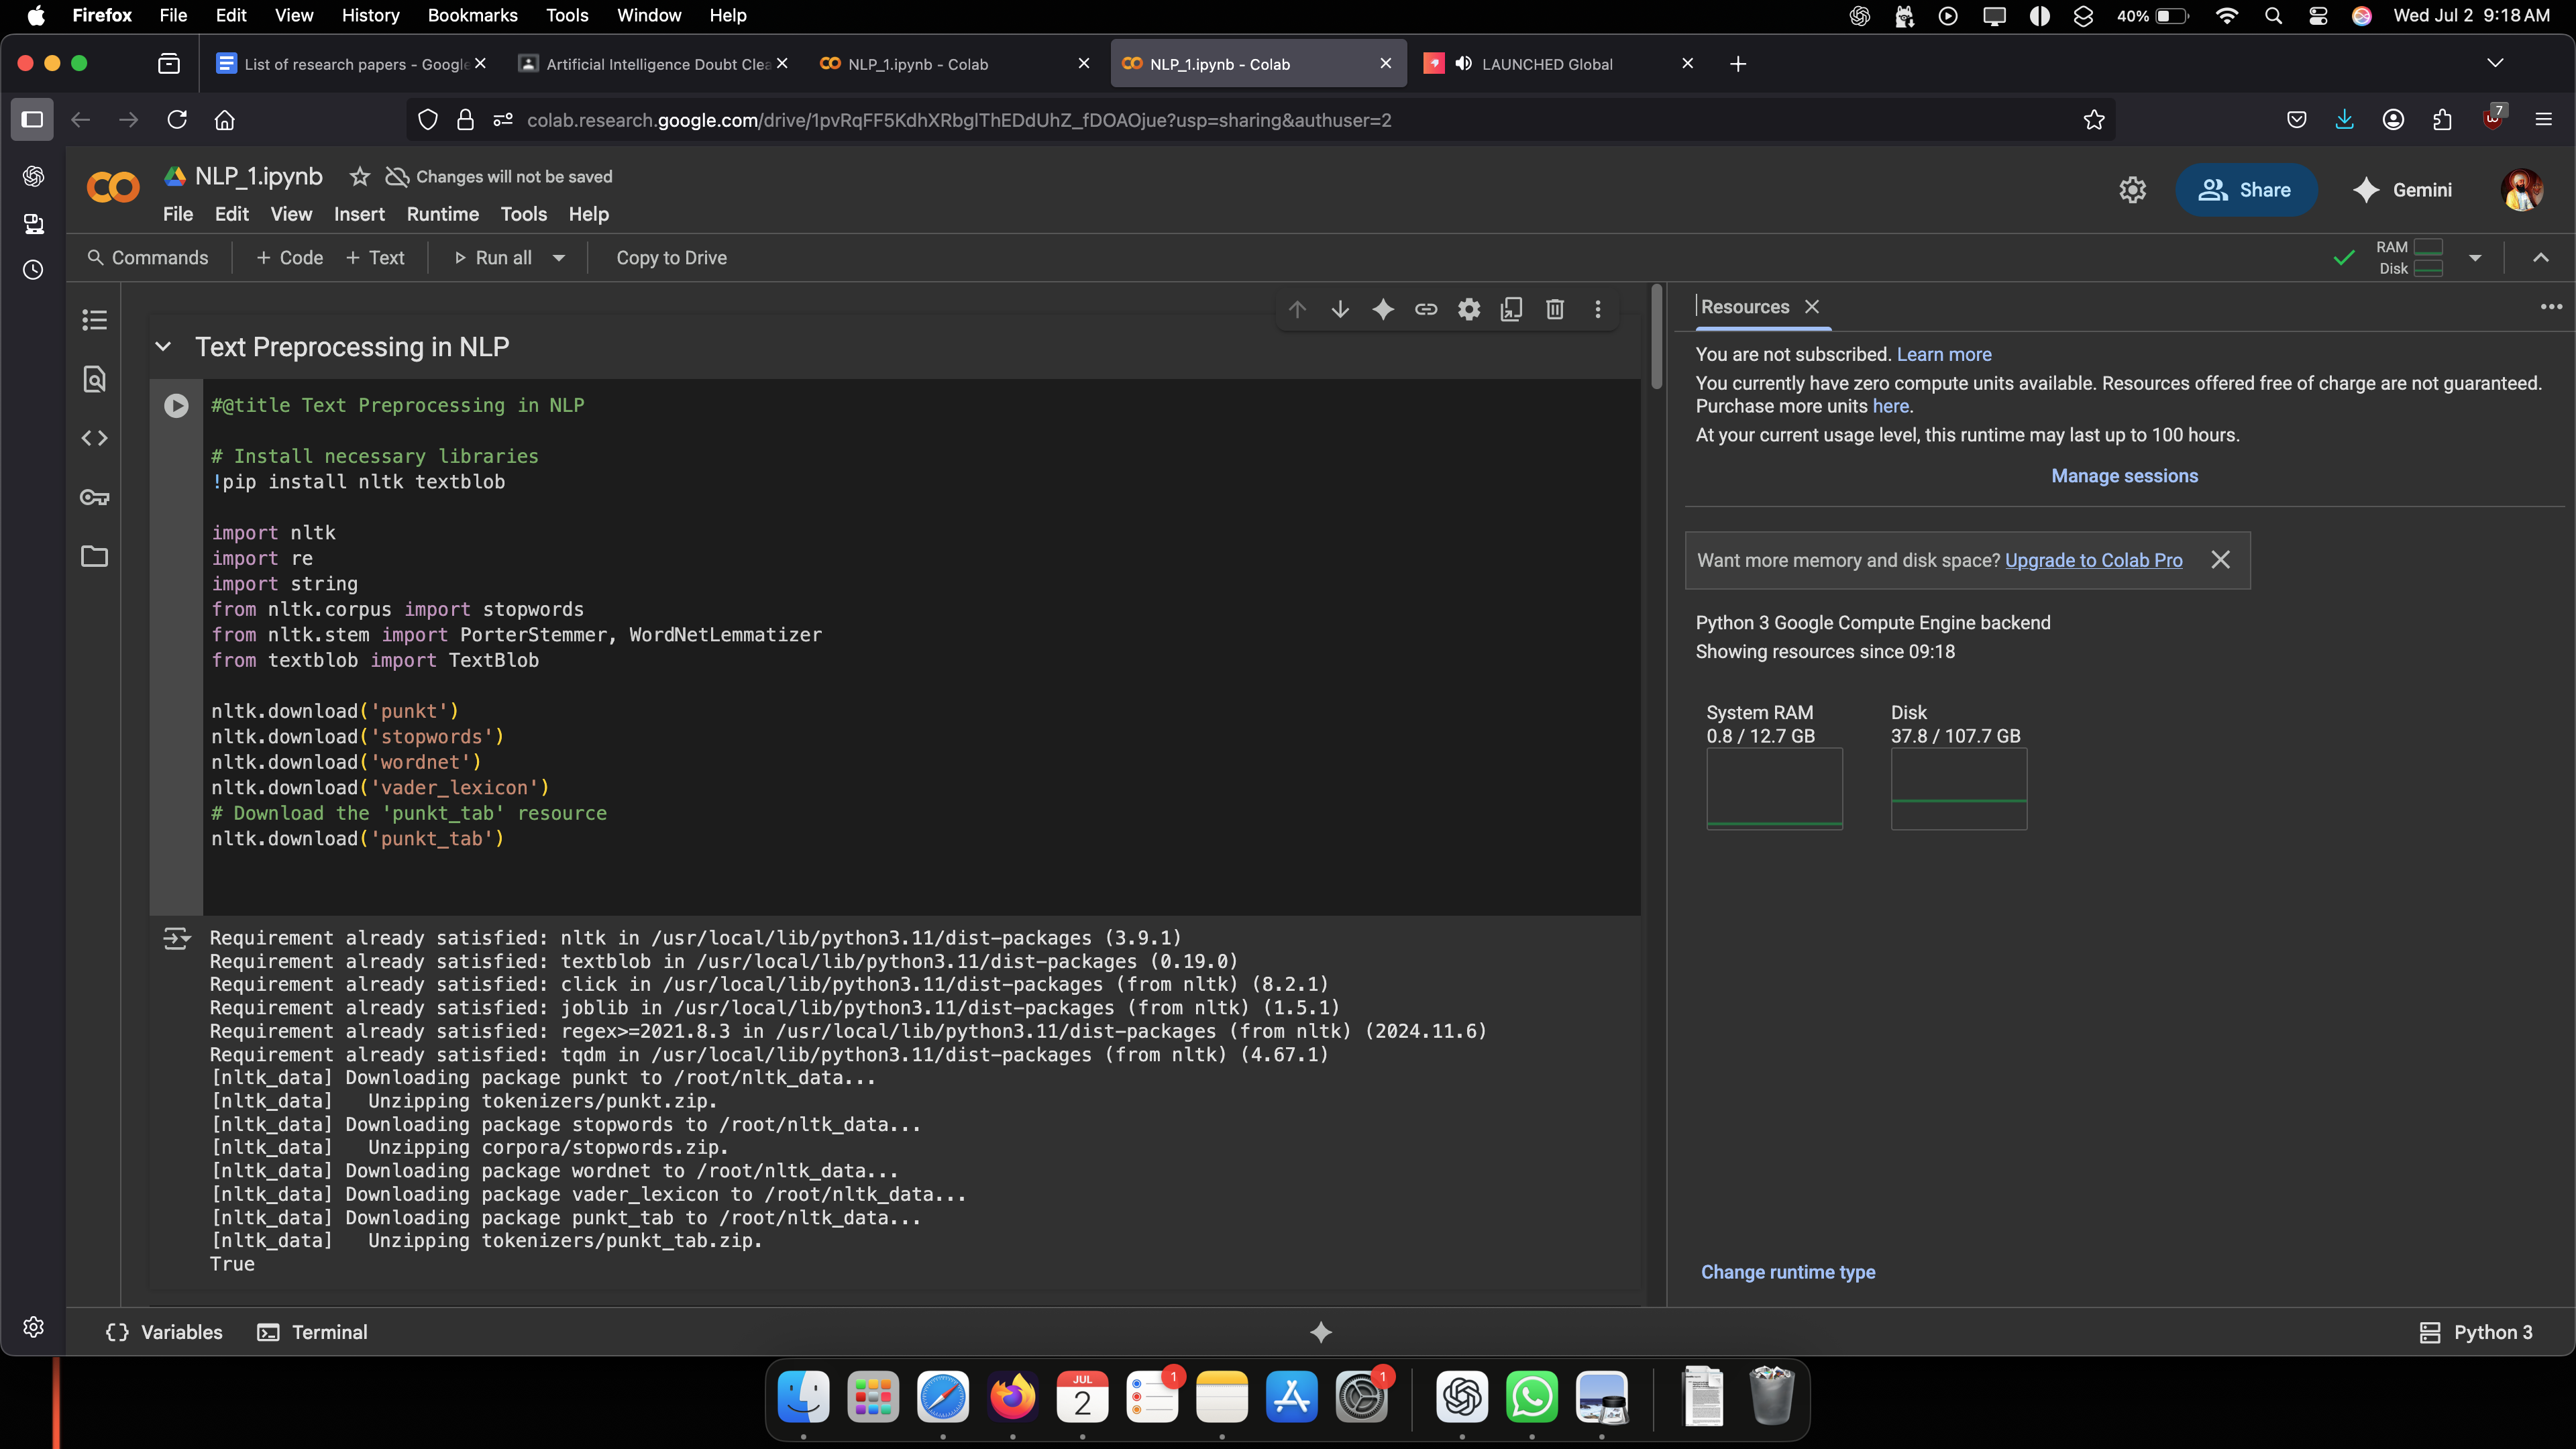 Firefox File Edit View History Bookmarks Tools Window Help 40% Wed Jul 2 9:18 AM
List of research papers - Google
Artificial Intelligence Doubt Clea
NLP_1.ipynb - Colab
NLP_1.ipynb - Colab
LAUNCHED Global
colab.research.google.com/drive/1pvRqFF5KdhXRbglThEDdUhZ_fDOAOjue?usp=sharing&authuser=2
7
NLP_1.ipynb Changes will not be saved
File Edit View Insert Runtime Tools Help
Share Gemini
Commands + Code + Text Run all Copy to Drive
RAM
Disk
Text Preprocessing in NLP
#@title Text Preprocessing in NLP
# Install necessary libraries
!pip install nltk textblob
import nltk
import re
import string
from nltk.corpus import stopwords
from nltk.stem import PorterStemmer, WordNetLemmatizer
from textblob import TextBlob
nltk.download('punkt')
nltk.download('stopwords')
nltk.download('wordnet')
nltk.download('vader_lexicon')
# Download the 'punkt_tab' resource
nltk.download('punkt_tab')
Requirement already satisfied: nltk in /usr/local/lib/python3.11/dist-packages (3.9.1)
Requirement already satisfied: textblob in /usr/local/lib/python3.11/dist-packages (0.19.0)
Requirement already satisfied: click in /usr/local/lib/python3.11/dist-packages (from nltk) (8.2.1)
Requirement already satisfied: joblib in /usr/local/lib/python3.11/dist-packages (from nltk) (1.5.1)
Requirement already satisfied: regex>=2021.8.3 in /usr/local/lib/python3.11/dist-packages (from nltk) (2024.11.6)
Requirement already satisfied: tqdm in /usr/local/lib/python3.11/dist-packages (from nltk) (4.67.1)
[nltk_data] Downloading package punkt to /root/nltk_data...
[nltk_data]   Unzipping tokenizers/punkt.zip.
[nltk_data] Downloading package stopwords to /root/nltk_data...
[nltk_data]   Unzipping corpora/stopwords.zip.
[nltk_data] Downloading package wordnet to /root/nltk_data...
[nltk_data] Downloading package vader_lexicon to /root/nltk_data...
[nltk_data] Downloading package punkt_tab to /root/nltk_data...
[nltk_data]   Unzipping tokenizers/punkt_tab.zip.
True
Resources
You are not subscribed. Learn more
You currently have zero compute units available. Resources offered free of charge are not guaranteed.
Purchase more units here.
At your current usage level, this runtime may last up to 100 hours.
Manage sessions
Want more memory and disk space? Upgrade to Colab Pro
Python 3 Google Compute Engine backend
Showing resources since 09:18
System RAM
0.8 / 12.7 GB
Disk
37.8 / 107.7 GB
Change runtime type
Variables Terminal
Python 3
JUL
2
1
1